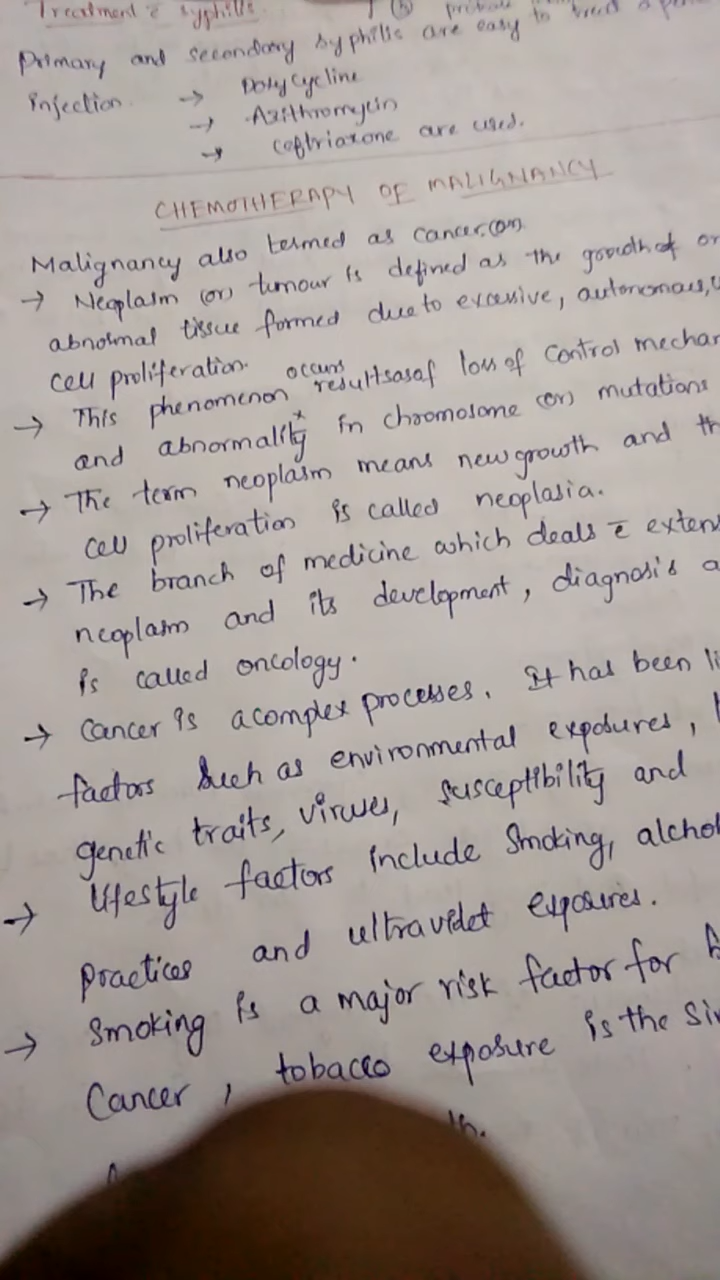 Treatment c̄ syphilis.
(b)
Primary and secondary syphilis are easy to treat c̄ a
injection. → Doxycycline
→ Azithromycin
→ Ceftriaxone are used.
CHEMOTHERAPY OF MALIGNANCY
Malignancy also termed as cancer (or)
→ Neoplasm (or) tumour is defined as the growth of
abnormal tissue formed due to excessive, autonomous,
cell proliferation.
→ This phenomenon occurs results as of loss of control
and abnormality in chromosome (or) mutations
→ The term neoplasm means new growth and
cell proliferation is called neoplasia.
→ The branch of medicine which deals c̄
neoplasm and its development, diagnosis
is called oncology.
→ Cancer is a complex processes. It has been
factors such as environmental exposures,
genetic traits, viruses, susceptibility and
→ Lifestyle factors include smoking,
practices and ultraviolet exposures.
→ Smoking is a major risk factor for
Cancer, tobacco exposure is the